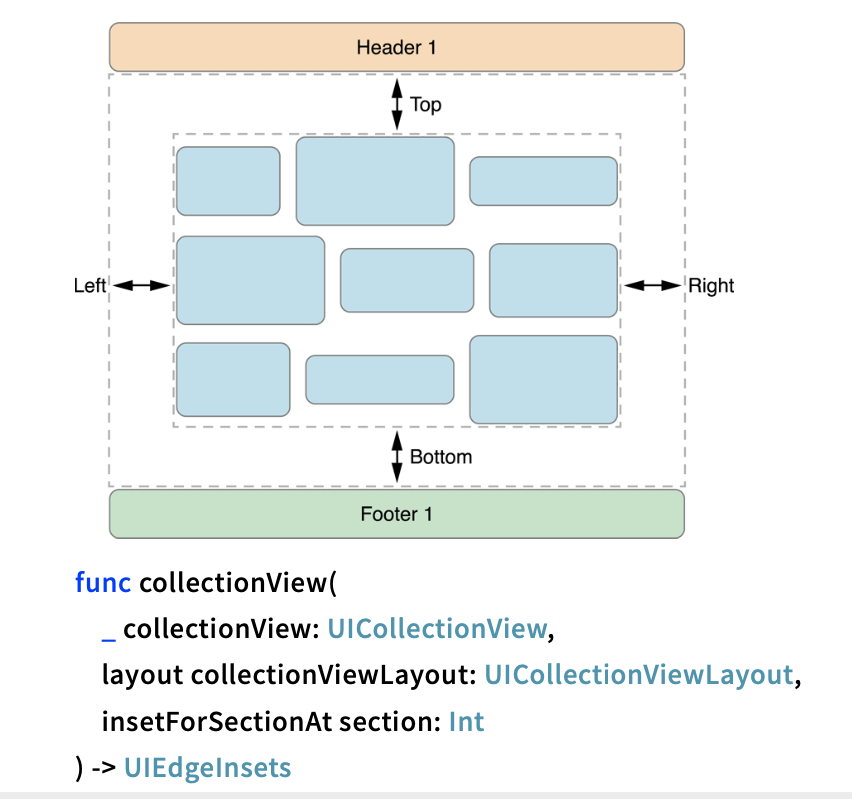 Header 1
Top
Left
Right
Bottom
Footer 1
func collectionView(
_ collectionView: UICollectionView,
layout collectionViewLayout: UICollectionViewLayout,
insetForSectionAt section: Int
) -> UIEdgeInsets